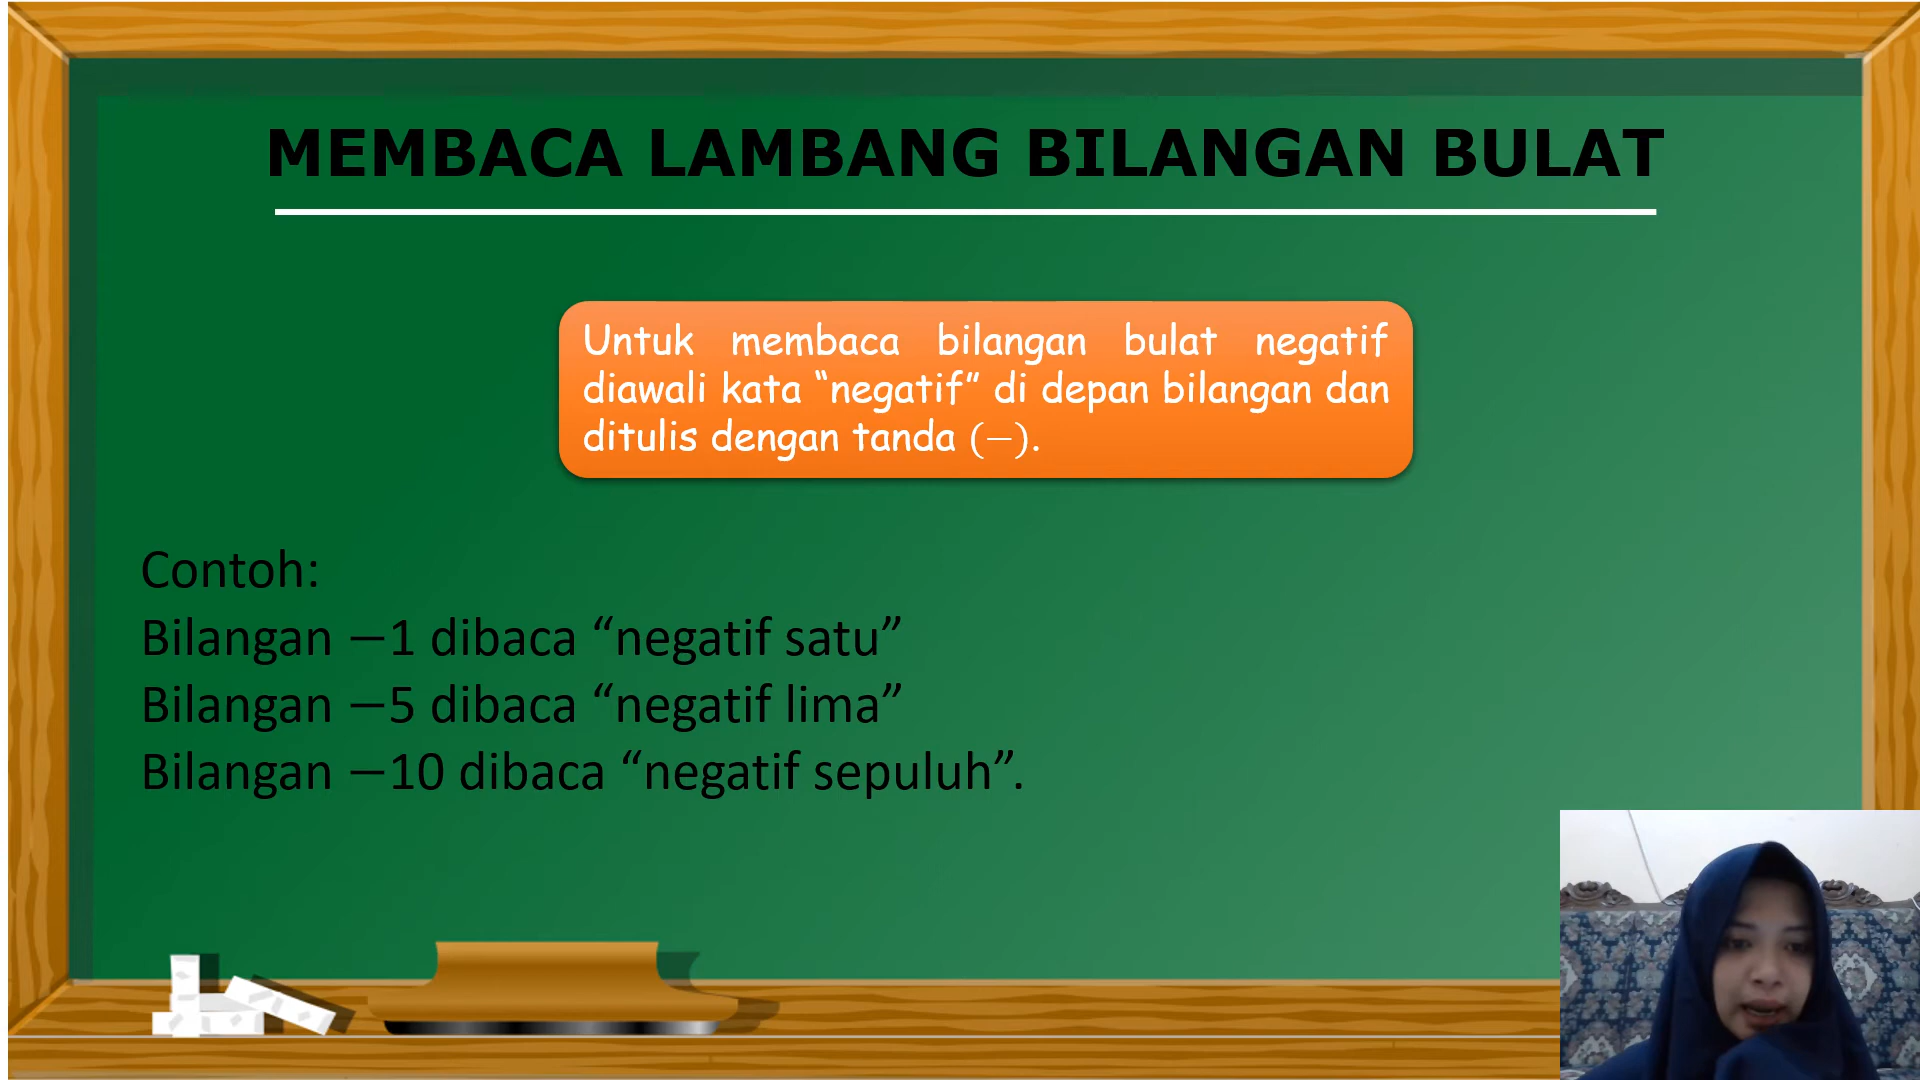 MEMBACA LAMBANG BILANGAN BULAT
Untuk membaca bilangan bulat negatif
diawali kata “negatif” di depan bilangan dan
ditulis dengan tanda (−).
Contoh:
Bilangan −1 dibaca “negatif satu”
Bilangan −5 dibaca “negatif lima”
Bilangan −10 dibaca “negatif sepuluh”.